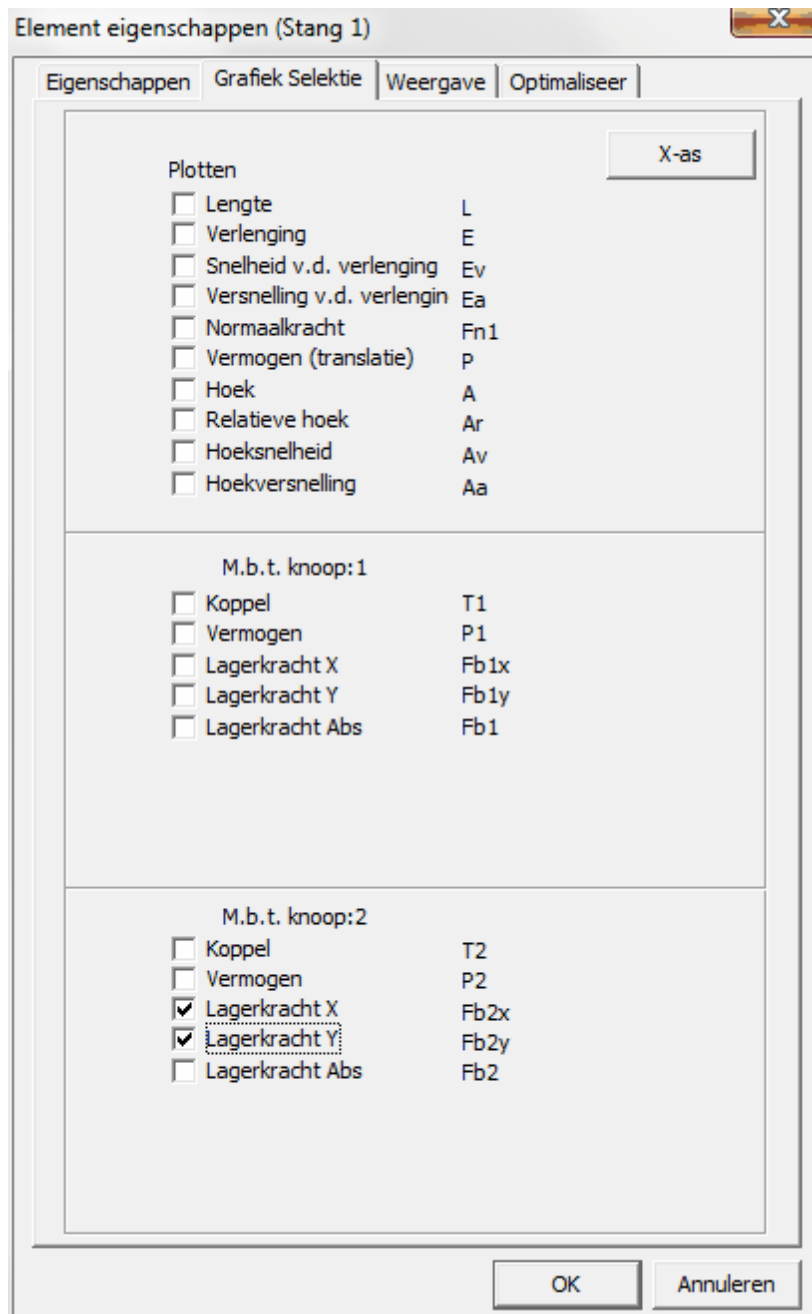 Element eigenschappen (Stang 1)
Eigenschappen Grafiek Selektie Weergave Optimaliseer
X-as
Plotten
Lengte L
Verlenging E
Snelheid v.d. verlenging Ev
Versnelling v.d. verlengin Ea
Normaalkracht Fn1
Vermogen (translatie) P
Hoek A
Relatieve hoek Ar
Hoeksnelheid Av
Hoekversnelling Aa
M.b.t. knoop:1
Koppel T1
Vermogen P1
Lagerkracht X Fb1x
Lagerkracht Y Fb1y
Lagerkracht Abs Fb1
M.b.t. knoop:2
Koppel T2
Vermogen P2
Lagerkracht X Fb2x
Lagerkracht Y Fb2y
Lagerkracht Abs Fb2
OK Annuleren